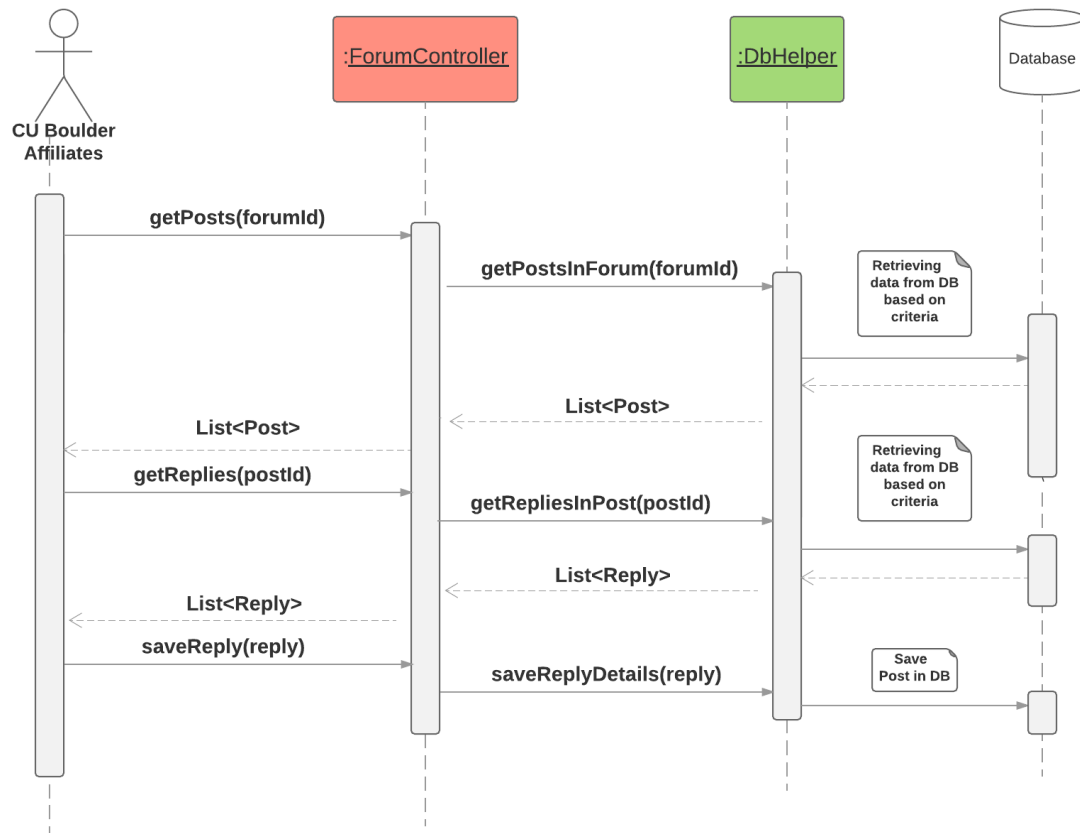 :ForumController
:DbHelper
Database
CU Boulder
Affiliates
getPosts(forumId)
getPostsInForum(forumId)
Retrieving
data from DB
based on
criteria
List<Post>
List<Post>
getReplies(postId)
Retrieving
data from DB
based on
criteria
getRepliesInPost(postId)
List<Reply>
List<Reply>
saveReply(reply)
saveReplyDetails(reply)
Save
Post in DB